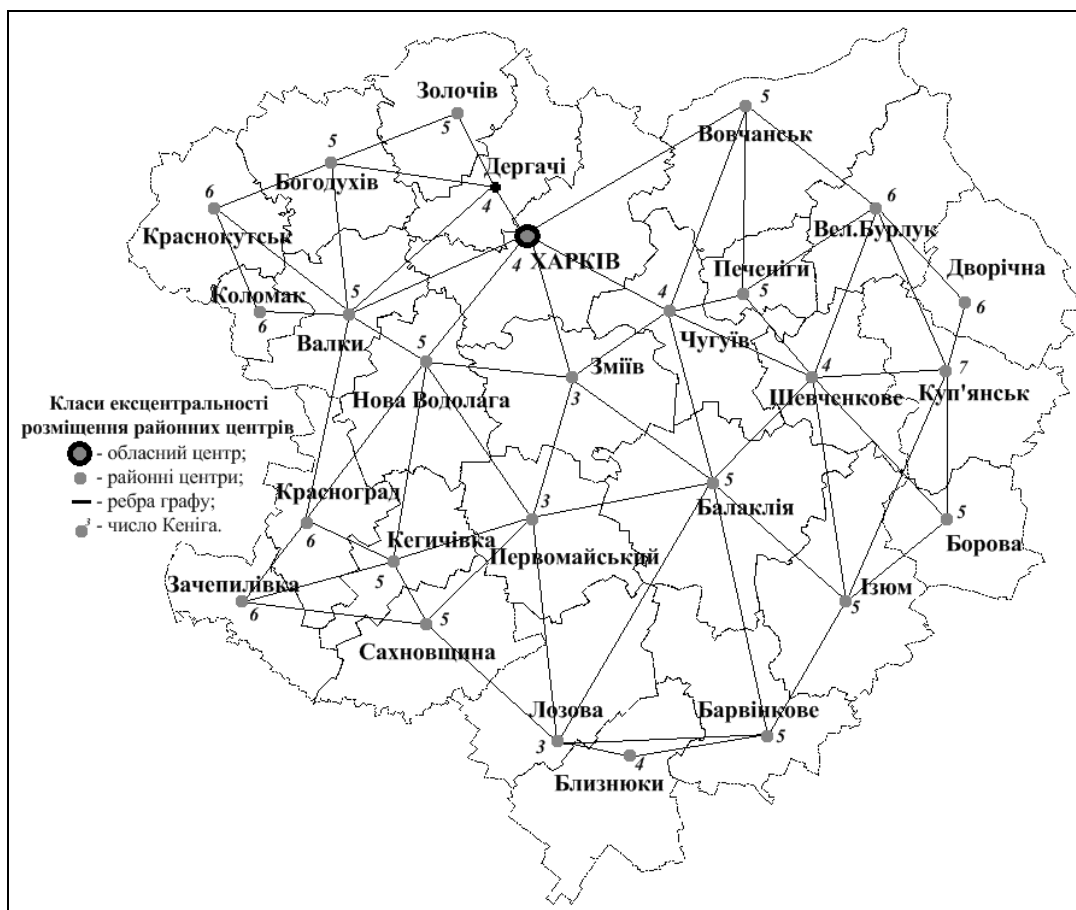 Золочів
5
5
Вовчанськ
5
Богодухів
Дергачі
4
6
Краснокутськ
6
Вел.Бурлук
4 ХАРКІВ
Печеніги
5
Дворічна
6
Коломак
6
5
Валки
4
Чугуїв
5
Нова Водолага
Зміїв
3
4
Шевченкове
7
Куп'янськ
Класи ексцентральності
розміщення районних центрів
- обласний центр;
- районні центри;
- ребра графу;
3 - число Кеніга.
Красноград
6
Кегичівка
5
3
Первомайський
5
Балаклія
5
Борова
Зачепилівка
6
5
Сахновщина
Ізюм
5
Лозова
3
Барвінкове
5
4
Близнюки